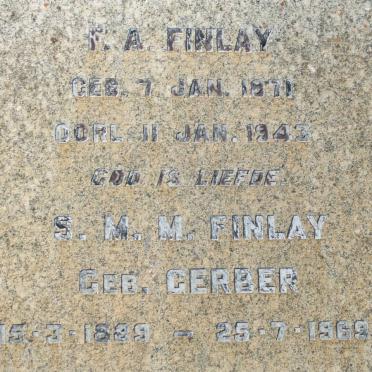 F. A. FINLAY
GEB. 7 JAN. 1871
OORL. 11 JAN. 1943
GOD IS LIEFDE.
S. M. M. FINLAY
GEB. GERBER
15-3-1899 — 25-7-1969